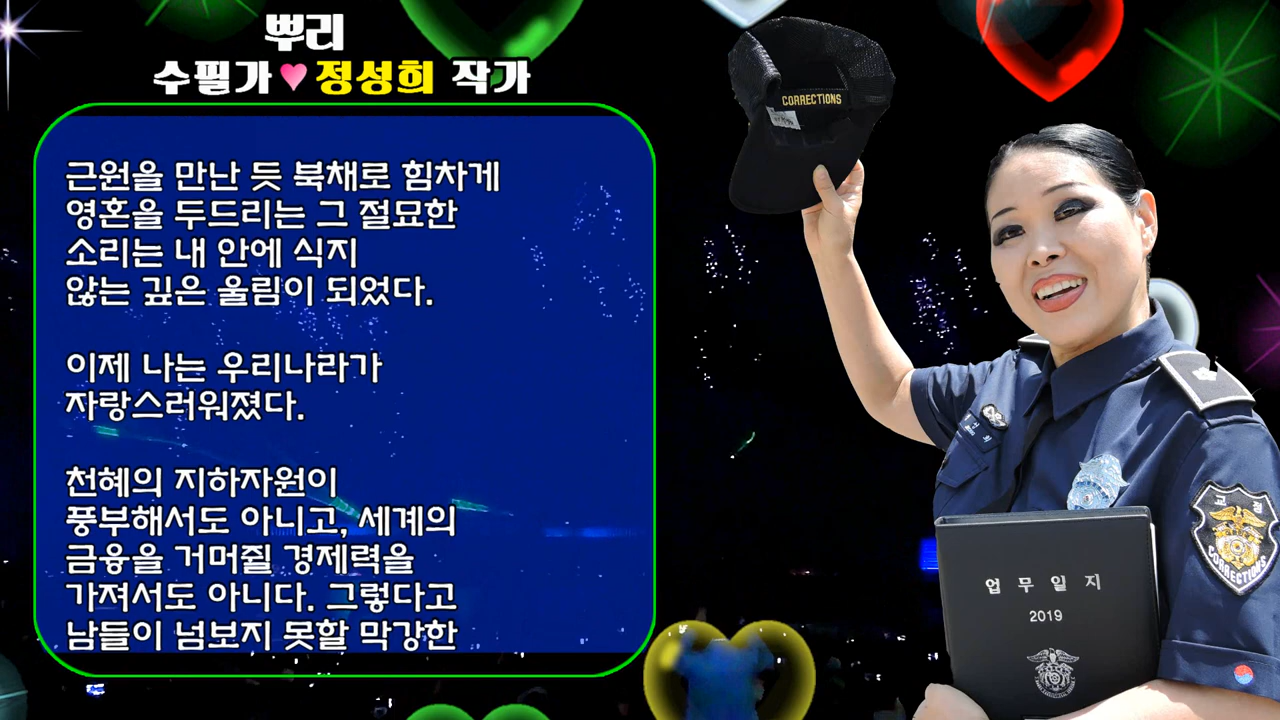 뿌리
수필가♥정성희 작가
근원을 만난 듯 북채로 힘차게
영혼을 두드리는 그 절묘한
소리는 내 안에 식지
않는 깊은 울림이 되었다.
이제 나는 우리나라가
자랑스러워졌다.
천혜의 지하자원이
풍부해서도 아니고, 세계의
금융을 거머쥘 경제력을
가져서도 아니다. 그렇다고
남들이 넘보지 못할 막강한
CORRECTIONS
교정
CORRECTIONS
업무일지
2019